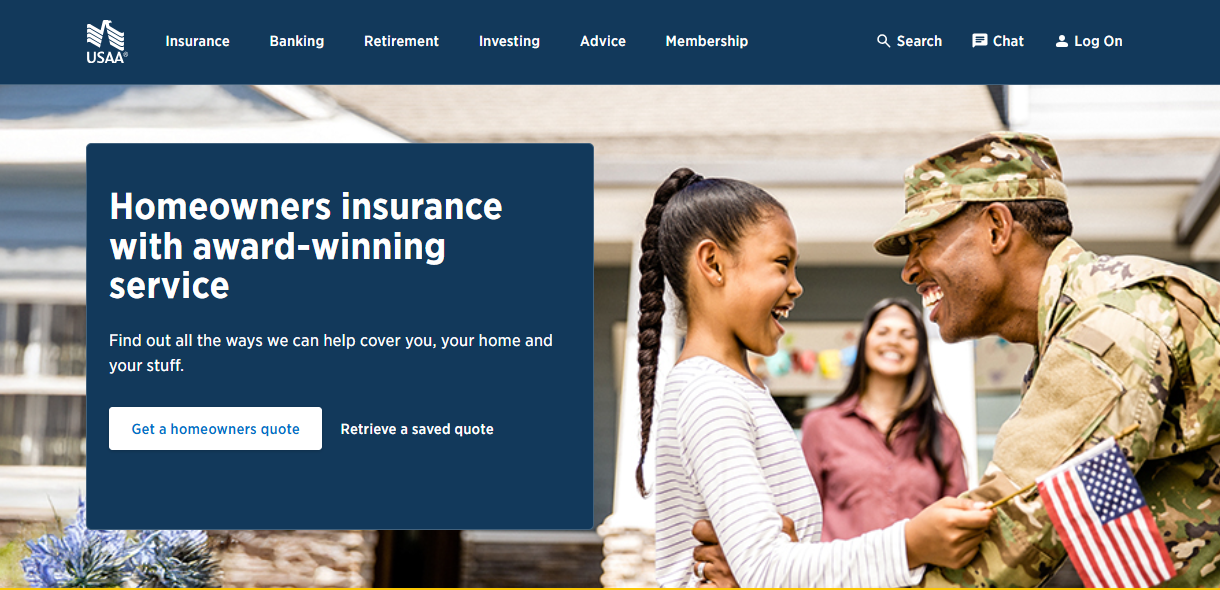 USAA®
Insurance
Banking
Retirement
Investing
Advice
Membership
Search
Chat
Log On
Homeowners insurance
with award-winning
service
Find out all the ways we can help cover you, your home and
your stuff.
Get a homeowners quote
Retrieve a saved quote